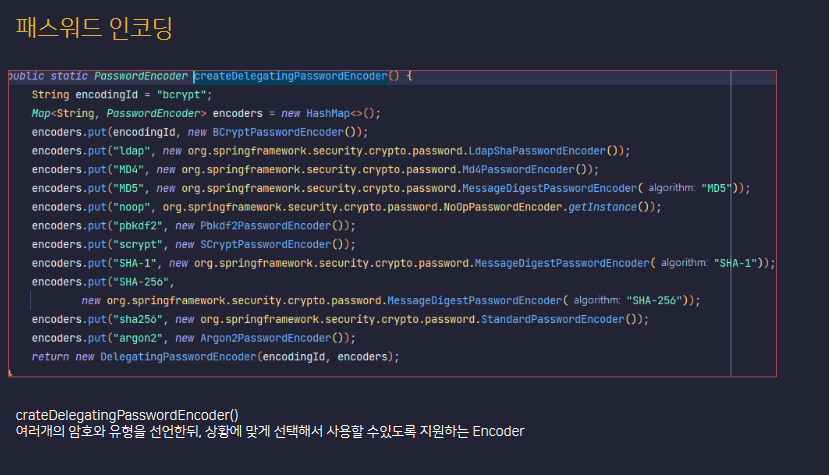 패스워드 인코딩
public static PasswordEncoder createDelegatingPasswordEncoder() {
String encodingId = "bcrypt";
Map<String, PasswordEncoder> encoders = new HashMap<>();
encoders.put(encodingId, new BCryptPasswordEncoder());
encoders.put("ldap", new org.springframework.security.crypto.password.LdapShaPasswordEncoder());
encoders.put("MD4", new org.springframework.security.crypto.password.Md4PasswordEncoder());
encoders.put("MD5", new org.springframework.security.crypto.password.MessageDigestPasswordEncoder( algorithm: "MD5"));
encoders.put("noop", org.springframework.security.crypto.password.NoOpPasswordEncoder.getInstance());
encoders.put("pbkdf2", new Pbkdf2PasswordEncoder());
encoders.put("scrypt", new SCryptPasswordEncoder());
encoders.put("SHA-1", new org.springframework.security.crypto.password.MessageDigestPasswordEncoder( algorithm: "SHA-1"));
encoders.put("SHA-256",
new org.springframework.security.crypto.password.MessageDigestPasswordEncoder( algorithm: "SHA-256"));
encoders.put("sha256", new org.springframework.security.crypto.password.StandardPasswordEncoder());
encoders.put("argon2", new Argon2PasswordEncoder());
return new DelegatingPasswordEncoder(encodingId, encoders);
}
crateDelegatingPasswordEncoder()
여러개의 암호와 유형을 선언한뒤, 상황에 맞게 선택해서 사용할 수있도록 지원하는 Encoder